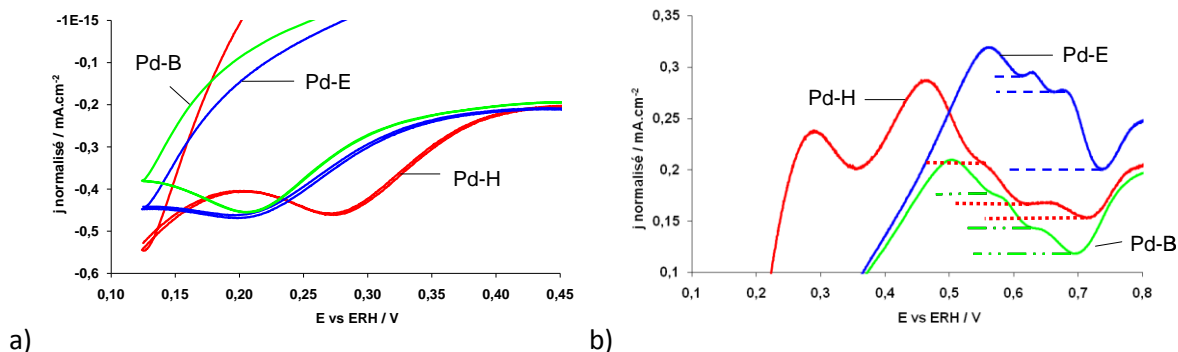 -1E-15
-0,1
-0,2
-0,3
-0,4
-0,5
-0,6
0,10 0,15 0,20 0,25 0,30 0,35 0,40 0,45
j normalisé / mA.cm-2
E vs ERH / V
Pd-B
Pd-E
Pd-H
a)
0,35
0,3
0,25
0,2
0,15
0,1
0,1 0,2 0,3 0,4 0,5 0,6 0,7 0,8
j normalisé / mA.cm-2
E vs ERH / V
Pd-E
Pd-H
Pd-B
b)